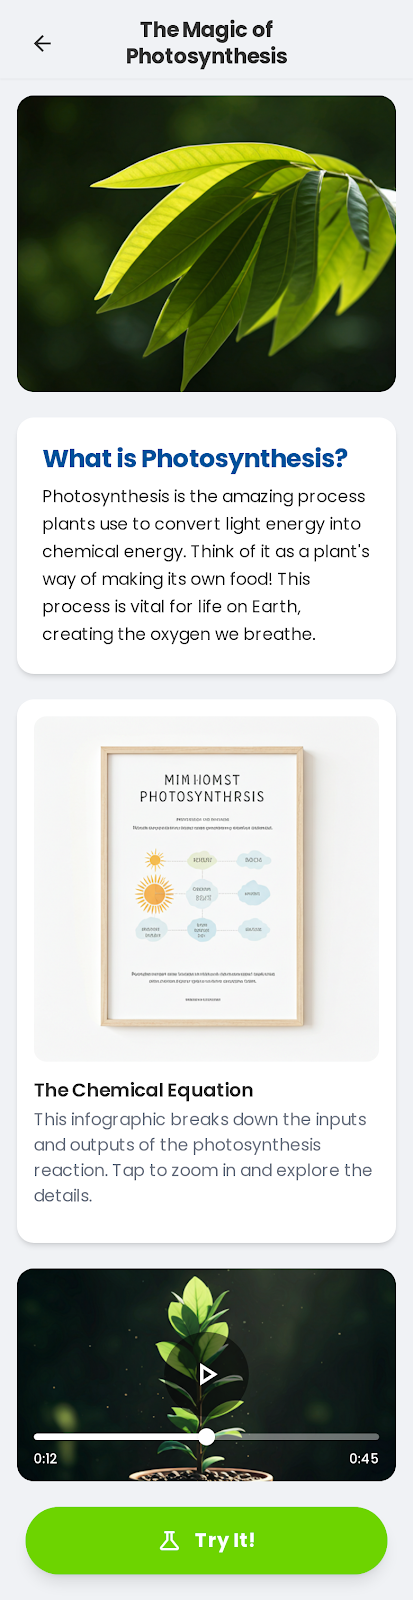 The Magic of
Photosynthesis
What is Photosynthesis?
Photosynthesis is the amazing process
plants use to convert light energy into
chemical energy. Think of it as a plant's
way of making its own food! This
process is vital for life on Earth,
creating the oxygen we breathe.
PHOTOSYNTHRSIS
The Chemical Equation
This infographic breaks down the inputs
and outputs of the photosynthesis
reaction. Tap to zoom in and explore the
details.
0:12
0:45
Try It!